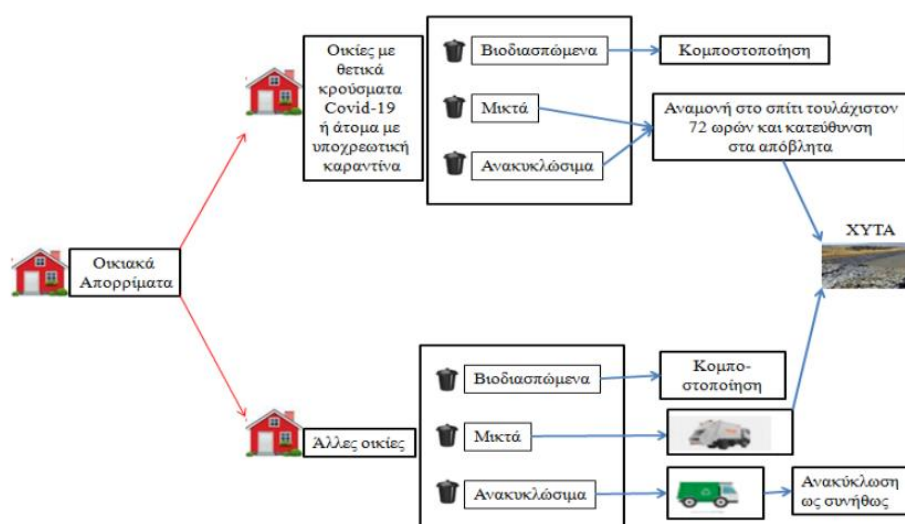 Οικίες με
θετικά
κρούσματα
Covid-19
ή άτομα με
υποχρεωτική
καραντίνα
Βιοδιασπώμενα
Κομποστοποίηση
Μικτά
Αναμονή στο σπίτι τουλάχιστον
72 ωρών και κατεύθυνση
στα απόβλητα
Ανακυκλώσιμα
ΧΥΤΑ
Οικιακά
Απορρίματα
Βιοδιασπώμενα
Κομπο-
στοποίηση
Άλλες οικίες
Μικτά
Ανακυκλώσιμα
Ανακύκλωση
ως συνήθως